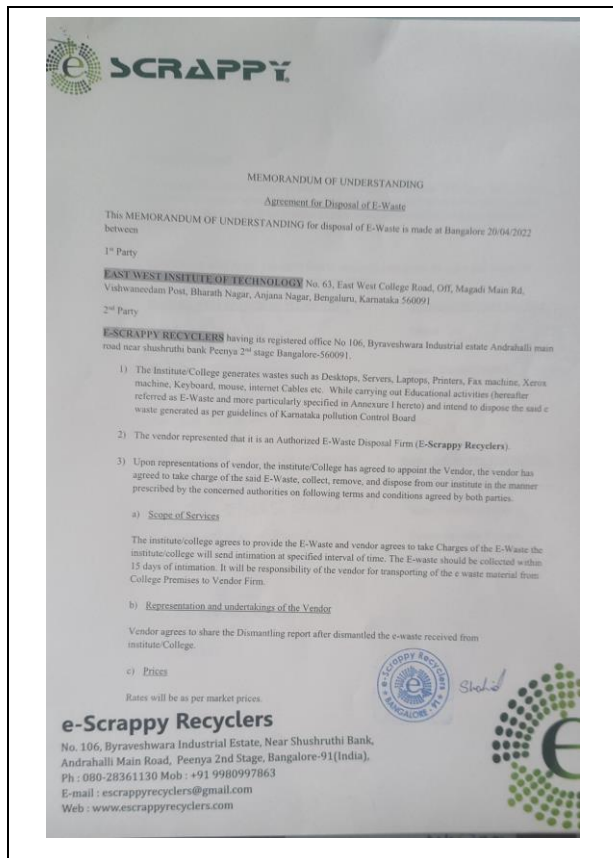 e SCRAPPY
MEMORANDUM OF UNDERSTANDING
Agreement for Disposal of E-Waste
This MEMORANDUM OF UNDERSTANDING for disposal of E-Waste is made at Bangalore 20/04/2022
between
1st Party
EAST WEST INSITUTE OF TECHNOLOGY No. 63, East West College Road, Off, Magadi Main Rd,
Vishwaneedam Post, Bharath Nagar, Anjana Nagar, Bengaluru, Karnataka 560091
2nd Party
E-SCRAPPY RECYCLERS having its registered office No 106, Byraveshwara Industrial estate Andrahalli main
road near shushruthi bank Peenya 2nd stage Bangalore-560091.
1) The Institute/College generates wastes such as Desktops, Servers, Laptops, Printers, Fax machine, Xerox
machine, Keyboard, mouse, internet Cables etc. While carrying out Educational activities (hereafter
referred as E-Waste and more particularly specified in Annexure I hereto) and intend to dispose the said e
waste generated as per guidelines of Karnataka pollution Control Board
2) The vendor represented that it is an Authorized E-Waste Disposal Firm (E-Scrappy Recyclers).
3) Upon representations of vendor, the institute/College has agreed to appoint the Vendor, the vendor has
agreed to take charge of the said E-Waste, collect, remove, and dispose from our institute in the manner
prescribed by the concerned authorities on following terms and conditions agreed by both parties.
a) Scope of Services
The institute/college agrees to provide the E-Waste and vendor agrees to take Charges of the E-Waste the
institute/college will send intimation at specified interval of time. The E-waste should be collected within
15 days of intimation. It will be responsibility of the vendor for transporting of the e waste material from
College Premises to Vendor Firm.
b) Representation and undertakings of the Vendor
Vendor agrees to share the Dismantling report after dismantled the e-waste received from
institute/College.
c) Prices
Rates will be as per market prices.
e-Scrappy Recyclers
e
BANGALORE - 91
Shahid
e-Scrappy Recyclers
No. 106, Byraveshwara Industrial Estate, Near Shushruthi Bank,
Andrahalli Main Road, Peenya 2nd Stage, Bangalore-91(India),
Ph : 080-28361130 Mob : +91 9980997863
E-mail : escrappyrecyclers@gmail.com
Web : www.escrappyrecyclers.com
e